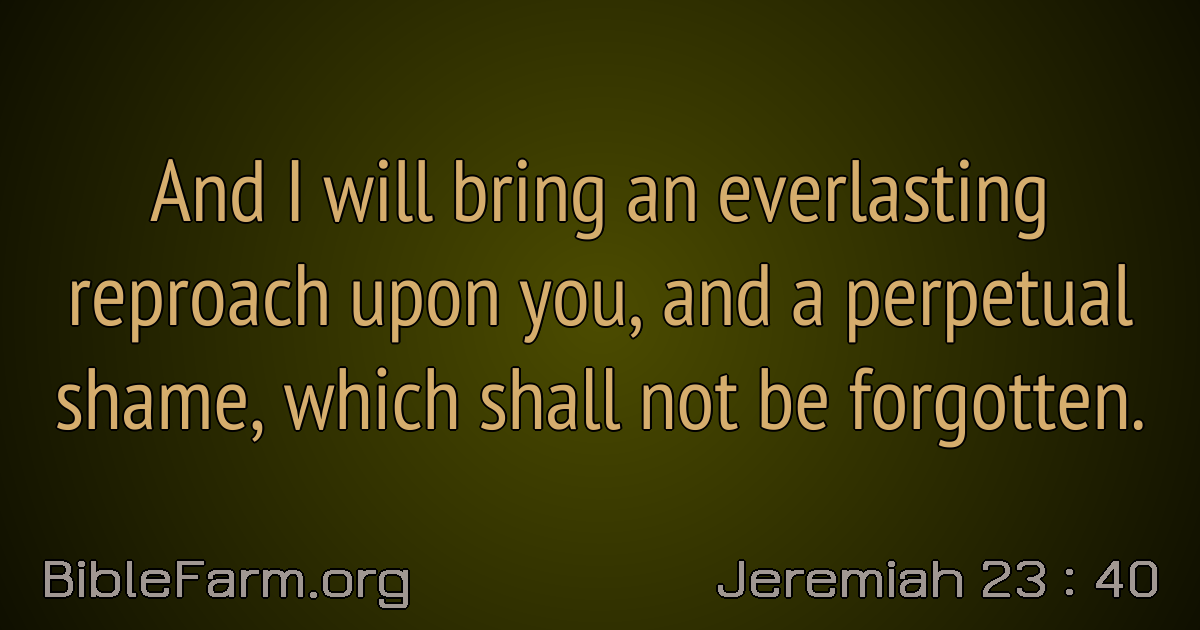 And I will bring an everlasting
reproach upon you, and a perpetual
shame, which shall not be forgotten.
BibleFarm.org
Jeremiah 23 : 40